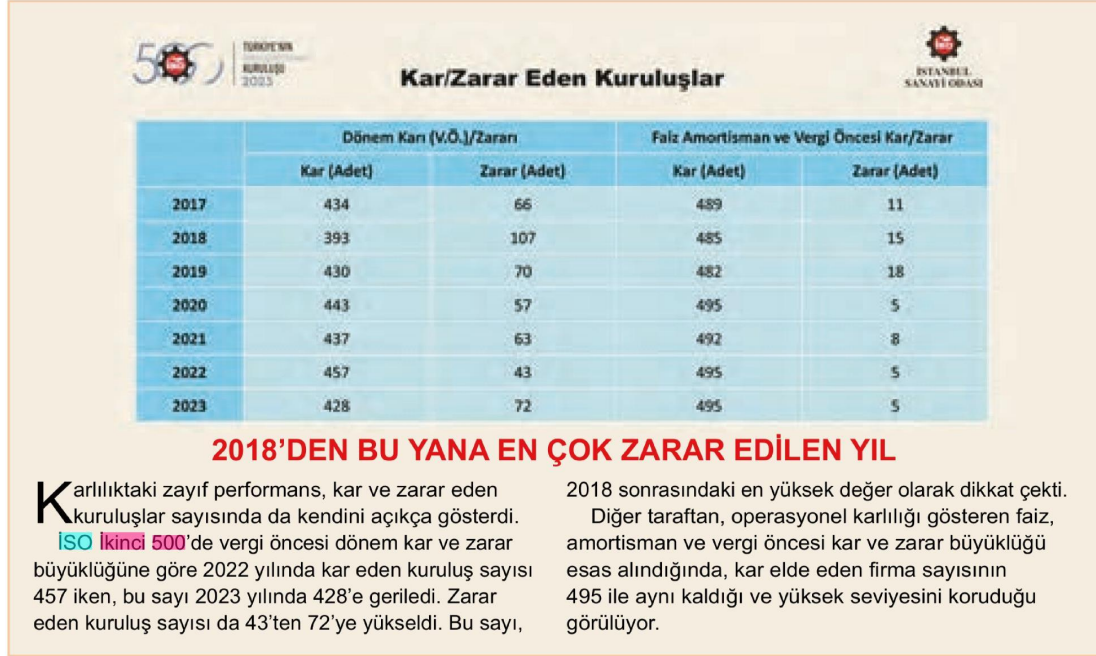 500
TÜRKİYE'NİN
KURULUŞU
2023
İSO
İSTANBUL
SANAYİ ODASI
Kar/Zarar Eden Kuruluşlar
Dönem Karı (V.Ö.)/Zararı Faiz Amortisman ve Vergi Öncesi Kar/Zarar
Kar (Adet) Zarar (Adet) Kar (Adet) Zarar (Adet)
2017 434 66 489 11
2018 393 107 485 15
2019 430 70 482 18
2020 443 57 495 5
2021 437 63 492 8
2022 457 43 495 5
2023 428 72 495 5
2018'DEN BU YANA EN ÇOK ZARAR EDİLEN YIL
Karlılıktaki zayıf performans, kar ve zarar eden
kuruluşlar sayısında da kendini açıkça gösterdi.
İSO İkinci 500'de vergi öncesi dönem kar ve zarar
büyüklüğüne göre 2022 yılında kar eden kuruluş sayısı
457 iken, bu sayı 2023 yılında 428'e geriledi. Zarar
eden kuruluş sayısı da 43'ten 72'ye yükseldi. Bu sayı,
2018 sonrasındaki en yüksek değer olarak dikkat çekti.
Diğer taraftan, operasyonel karlılığı gösteren faiz,
amortisman ve vergi öncesi kar ve zarar büyüklüğü
esas alındığında, kar elde eden firma sayısının
495 ile aynı kaldığı ve yüksek seviyesini koruduğu
görülüyor.